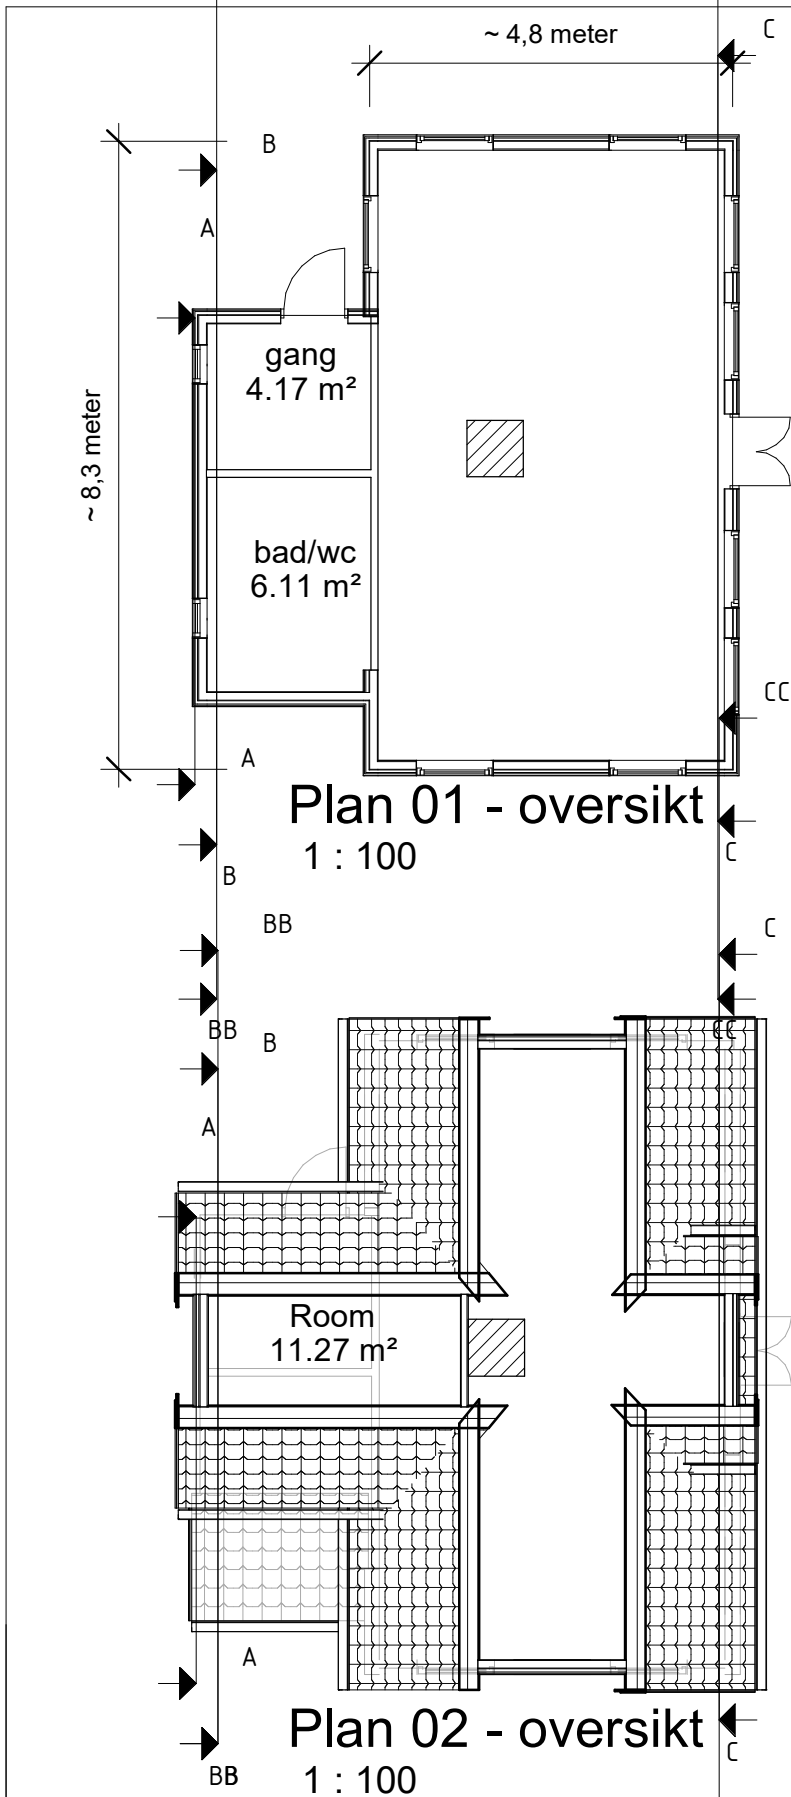 ~ 4,8 meter
C
B
A
gang
4.17 m²
~ 8,3 meter
bad/wc
6.11 m²
CC
A
Plan 01 - oversikt
1 : 100
C
B
BB
C
BB
CC
B
A
Room
11.27 m²
A
Plan 02 - oversikt
1 : 100
C
BB